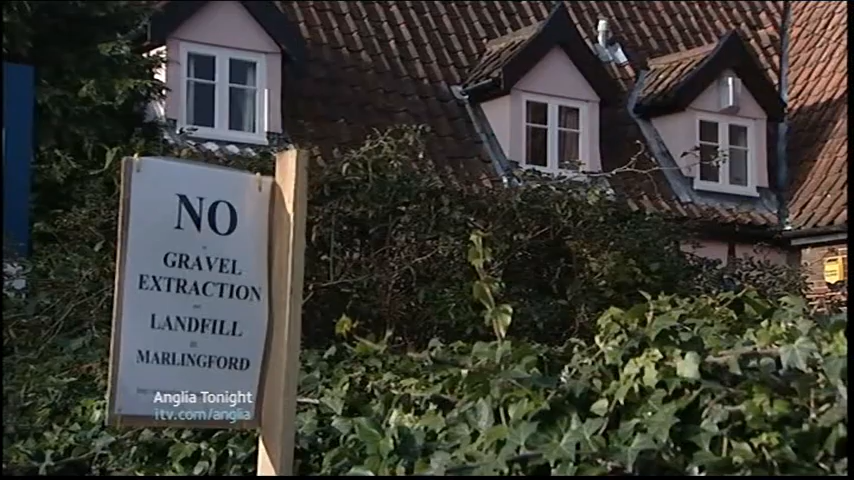 NO
GRAVEL
EXTRACTION
LANDFILL
MARLINGFORD
Anglia Tonight
itv.com/anglia